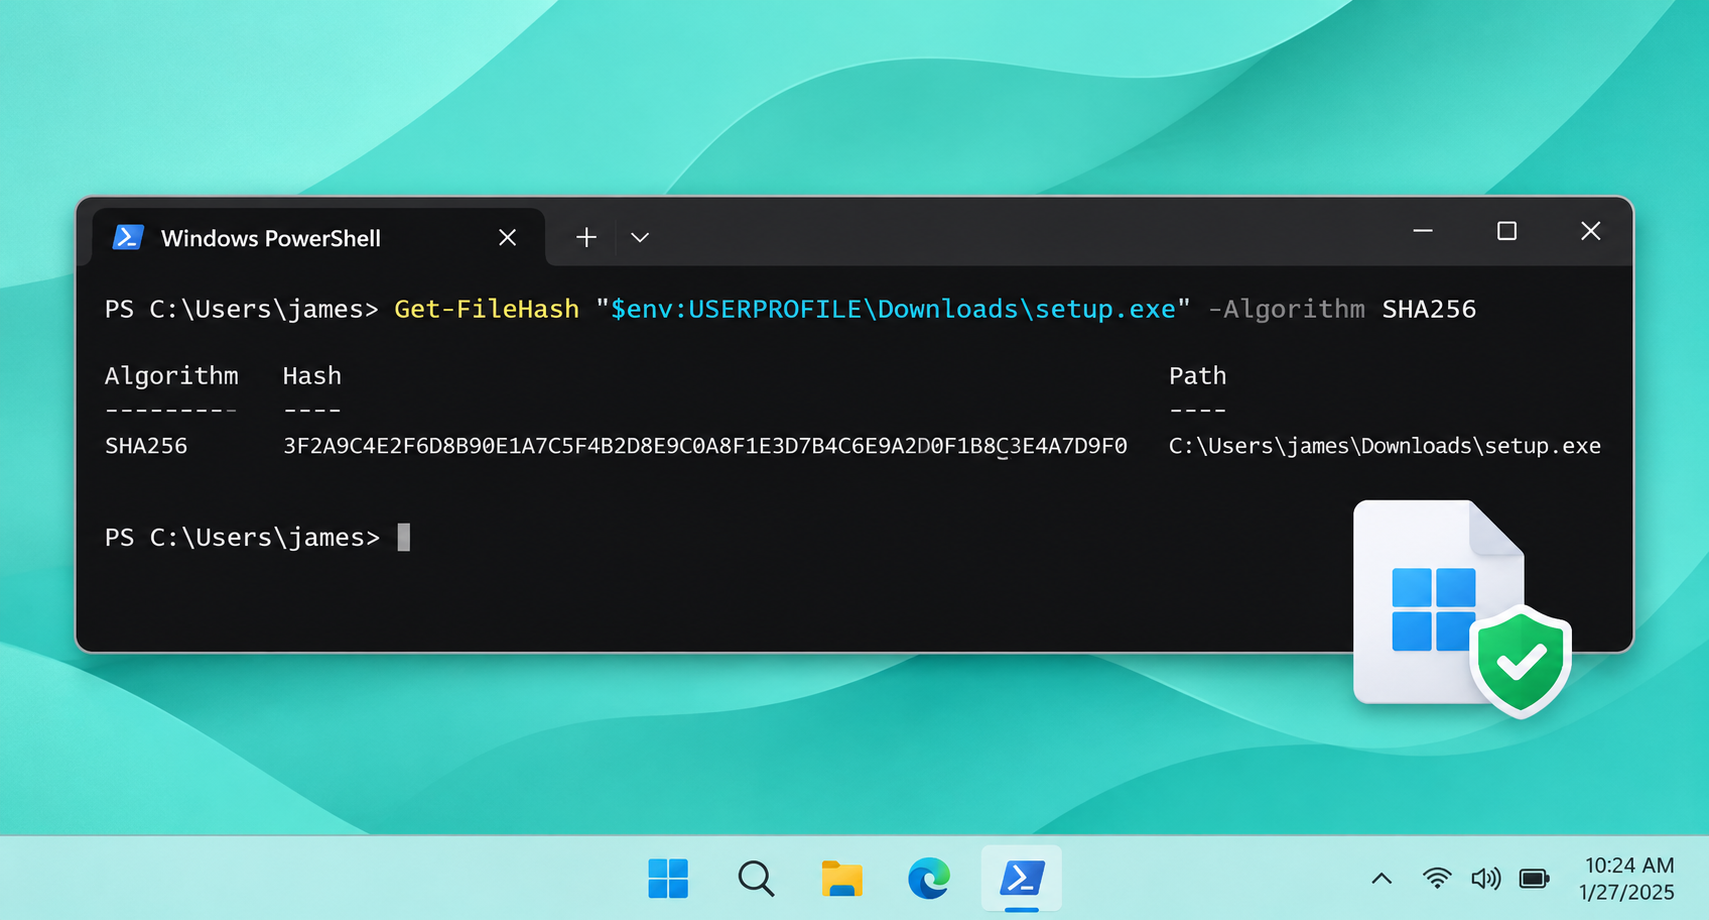 Windows PowerShell
PS C:\Users\james> Get-FileHash "$env:USERPROFILE\Downloads\setup.exe" -Algorithm SHA256
Algorithm Hash Path
--------- ---- ----
SHA256 3F2A9C4E2F6D8B90E1A7C5F4B2D8E9C0A8F1E3D7B4C6E9A2D0F1B8C3E4A7D9F0 C:\Users\james\Downloads\setup.exe
PS C:\Users\james>
10:24 AM
1/27/2025